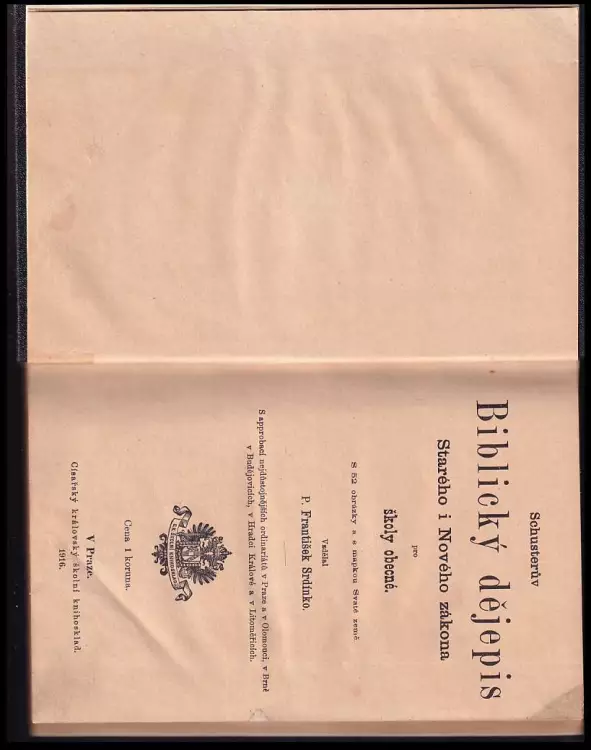 Schusterův
Biblický dějepis
Starého i Nového zákona
pro
školy obecné.
S 52 obrázky a s mapkou Svaté země
Vzdělal
P. František Srdínko.
S approbací nejdůstojnějších ordinariátů v Praze a v Olomouci, v Brně
v Budějovicích, v Hradci Králové a v Litoměřicích.
Cena 1 koruna.
V Praze.
Císařský královský školní knihosklad.
1916.